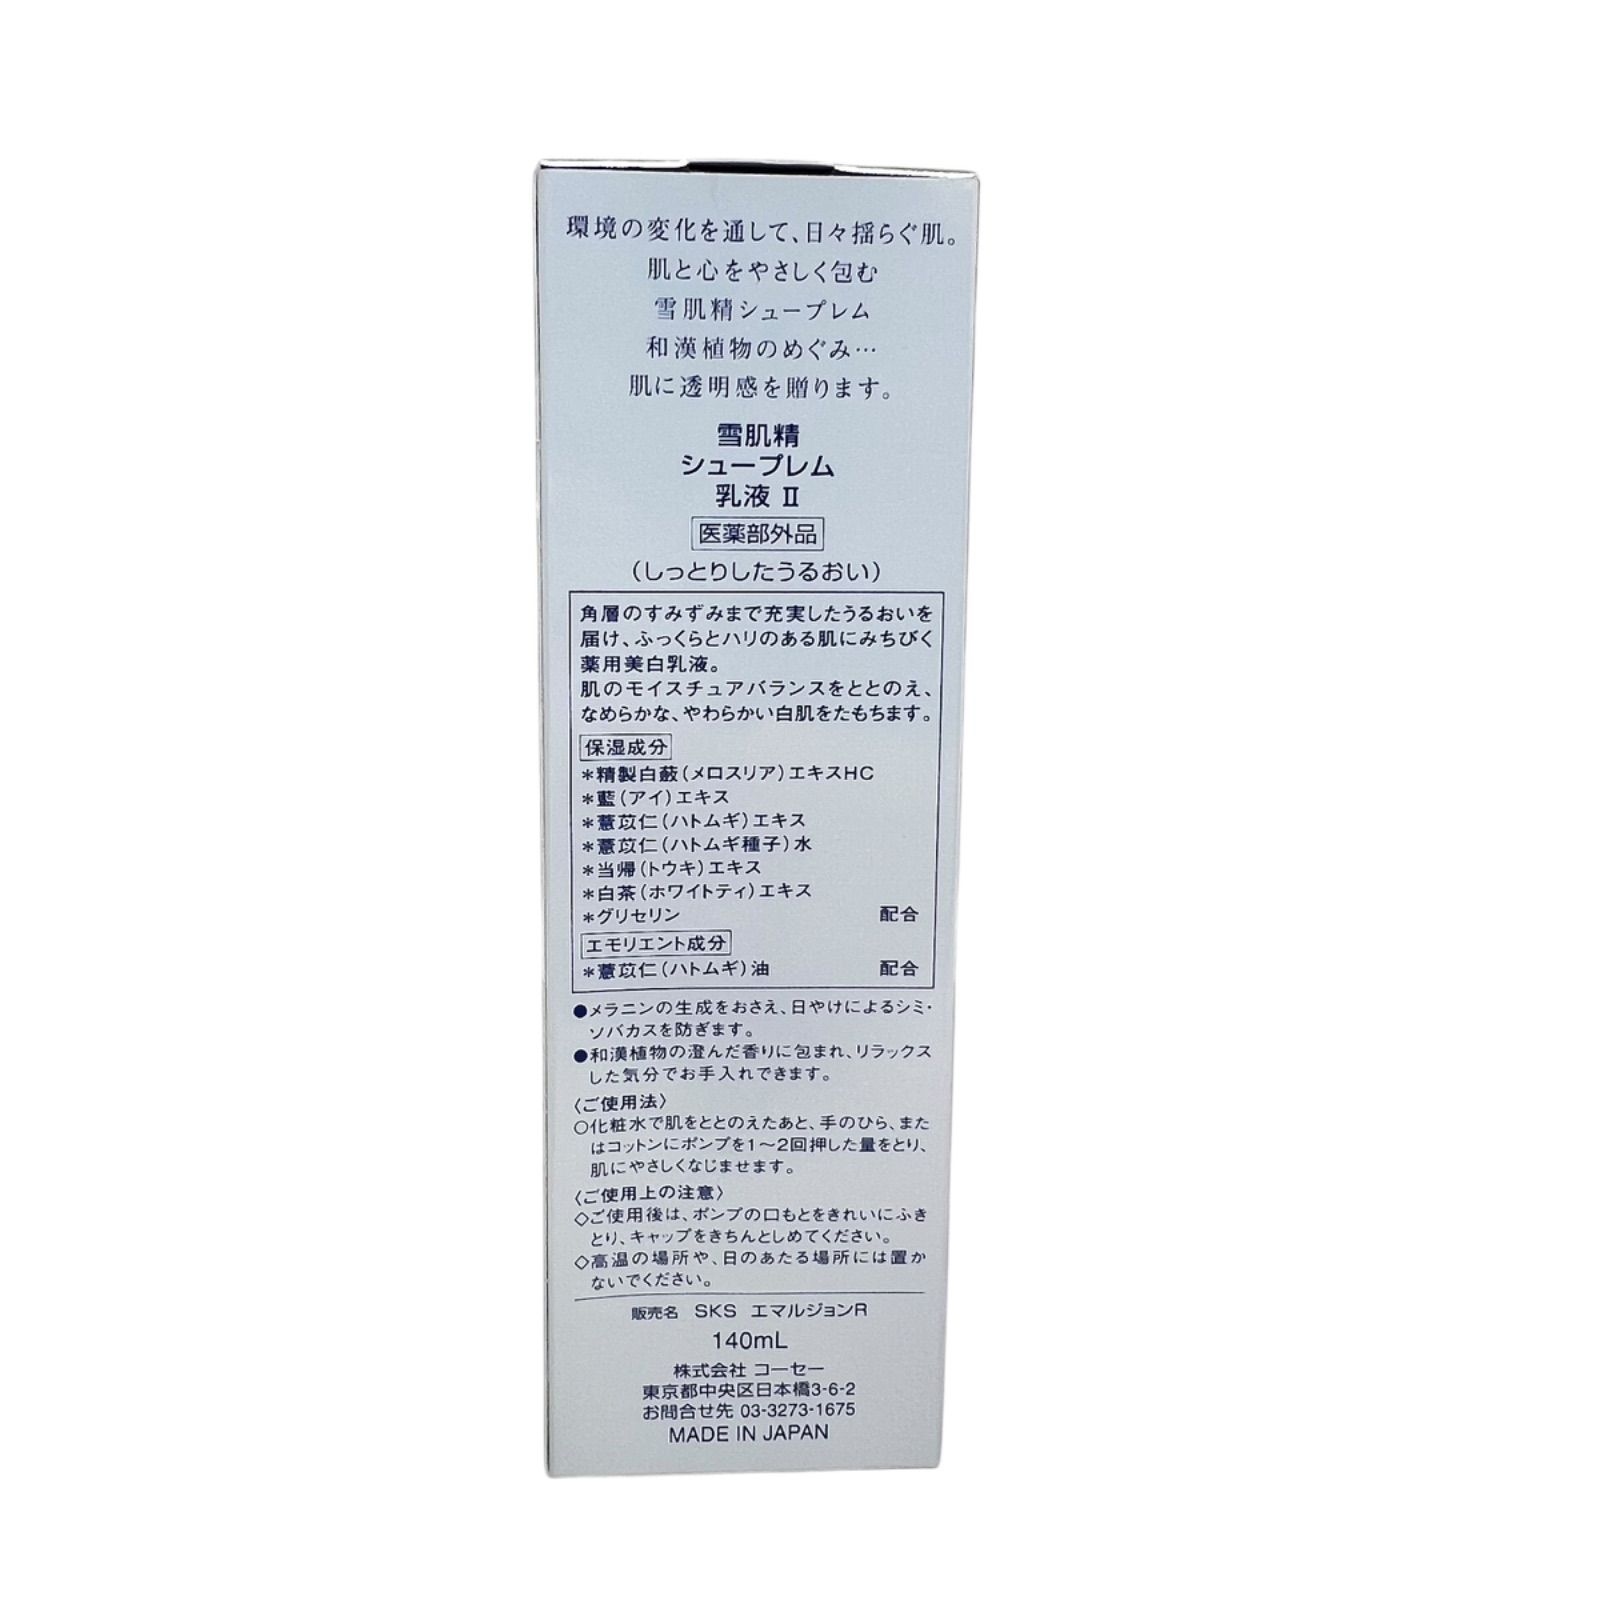 環境の変化を通して、日々揺らぐ肌。
肌と心をやさしく包む
雪肌精シュープレム
和漢植物のめぐみ…
肌に透明感を贈ります。
雪肌精
シュープレム
乳液 Ⅱ
医薬部外品
(しっとりしたうるおい)
角層のすみずみまで充実したうるおいを
届け、ふっくらとハリのある肌にみちびく
薬用美白乳液。
肌のモイスチュアバランスをととのえ、
なめらかな、やわらかい白肌をたもちます。
保湿成分
＊精製白蘞(メロスリア)エキスHC
＊藍(アイ)エキス
＊薏苡仁(ハトムギ)エキス
＊薏苡仁(ハトムギ種子)水
＊当帰(トウキ)エキス
＊白茶(ホワイトティ)エキス
＊グリセリン 配合
エモリエント成分
＊薏苡仁(ハトムギ)油 配合
●メラニンの生成をおさえ、日やけによるシミ・
ソバカスを防ぎます。
●和漢植物の澄んだ香りに包まれ、リラックス
した気分でお手入れできます。
〈ご使用法〉
○化粧水で肌をととのえたあと、手のひら、また
はコットンにポンプを1～2回押した量をとり、
肌にやさしくなじませます。
〈ご使用上の注意〉
◇ご使用後は、ポンプの口もとをきれいにふき
とり、キャップをきちんとしめてください。
◇高温の場所や、日のあたる場所には置か
ないでください。
販売名 SKS エマルジョンR
140mL
株式会社 コーセー
東京都中央区日本橋3-6-2
お問合せ先 03-3273-1675
MADE IN JAPAN